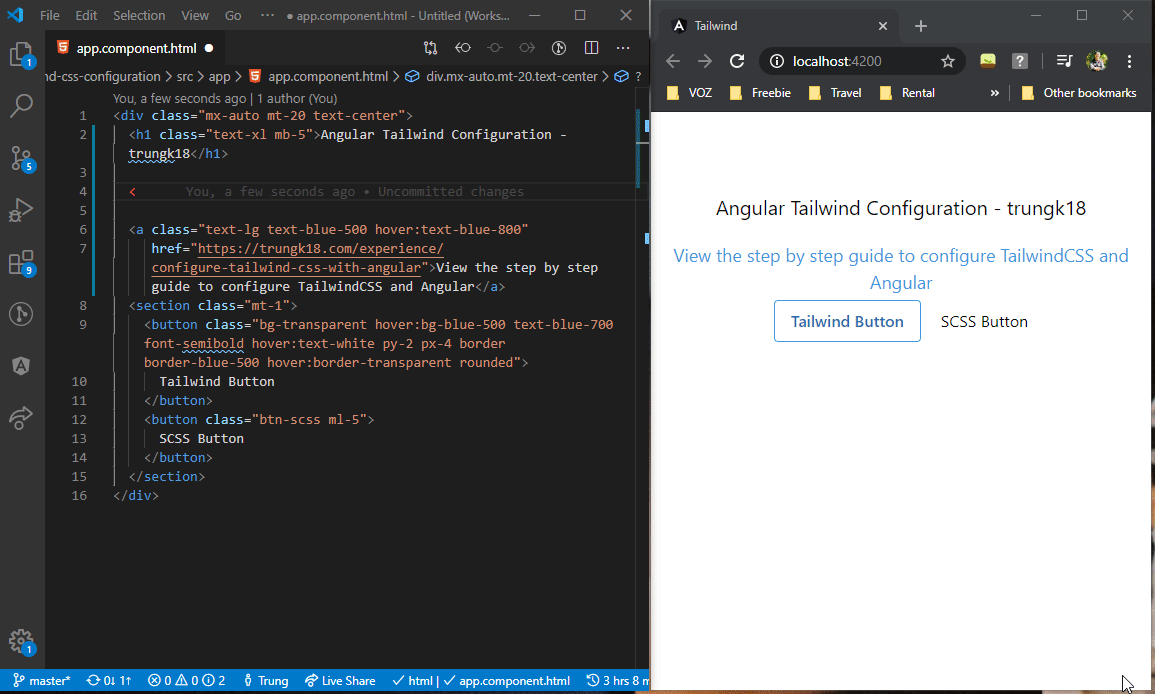 File Edit Selection View Go ··· ● app.component.html - Untitled (Works...
app.component.html ●
nd-css-configuration > src > app > app.component.html > div.mx-auto.mt-20.text-center > ?
You, a few seconds ago | 1 author (You)
1 <div class="mx-auto mt-20 text-center">
2 <h1 class="text-xl mb-5">Angular Tailwind Configuration -
trungk18</h1>
3
4 < You, a few seconds ago • Uncommitted changes
5
6 <a class="text-lg text-blue-500 hover:text-blue-800"
7 href="https://trungk18.com/experience/
configure-tailwind-css-with-angular">View the step by step
guide to configure TailwindCSS and Angular</a>
8 <section class="mt-1">
9 <button class="bg-transparent hover:bg-blue-500 text-blue-700
font-semibold hover:text-white py-2 px-4 border
border-blue-500 hover:border-transparent rounded">
10 Tailwind Button
11 </button>
12 <button class="btn-scss ml-5">
13 SCSS Button
14 </button>
15 </section>
16 </div>
1
5
9
1
master* 0↓ 1↑ 0 0 2 Trung Live Share html | app.component.html 3 hrs 8 m
Tailwind
localhost:4200
VOZ Freebie Travel Rental » Other bookmarks
Angular Tailwind Configuration - trungk18
View the step by step guide to configure TailwindCSS and
Angular
Tailwind Button SCSS Button